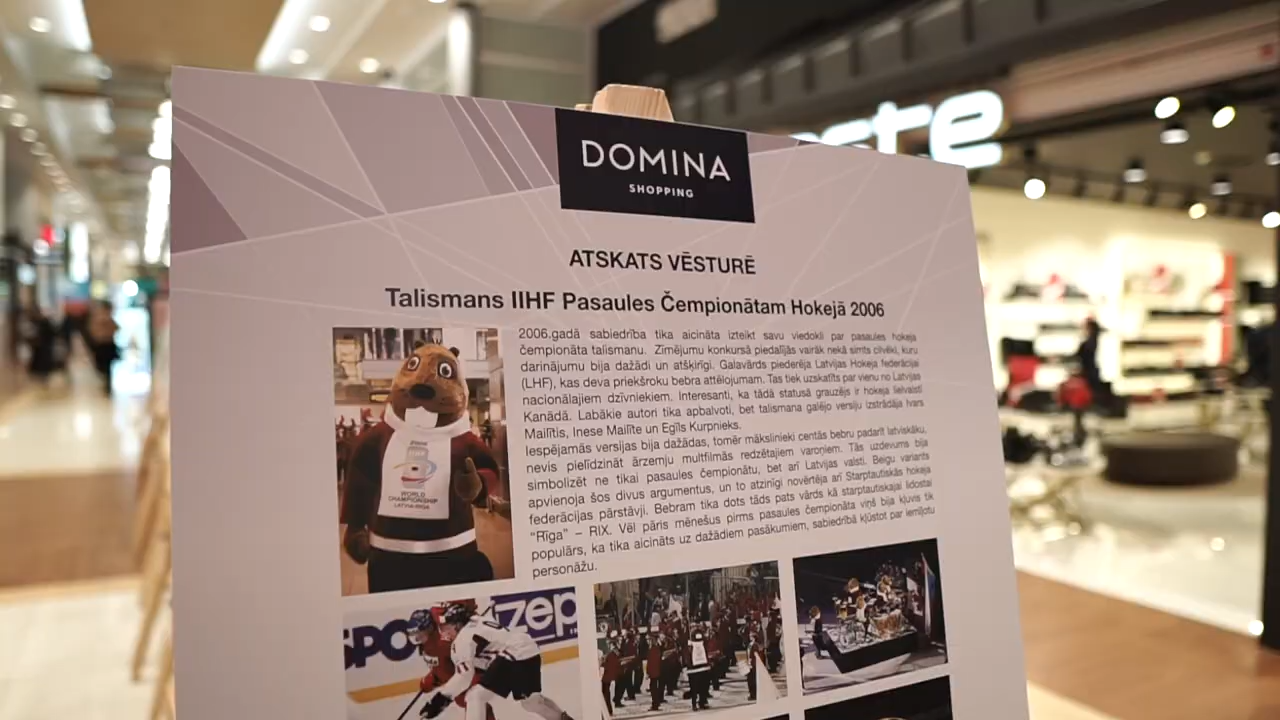 DOMINA
SHOPPING
ATSKATS VĒSTURĒ
Talismans IIHF Pasaules Čempionātam Hokejā 2006
2006.gadā sabiedrība tika aicināta izteikt savu viedokli par pasaules hokeja
čempionāta talismanu. Zīmējumu konkursā piedalījās vairāk nekā simts cilvēki, kuru
darinājumu bija dažādi un atšķirīgi. Galavārds piederēja Latvijas Hokeja federācijai
(LHF), kas deva priekšroku bebra attēlojumam. Tas tiek uzskatīts par vienu no Latvijas
nacionālajiem dzīvniekiem. Interesanti, ka tādā statusā grauzējs ir hokeja lielvalstī
Kanādā. Labākie autori tika apbalvoti, bet talismana galējo versiju izstrādāja Ivars
Mailītis, Inese Mailīte un Egīls Kurpnieks.
Iespējamās versijas bija dažādas, tomēr mākslinieki centās bebru padarīt latviskāku,
nevis pielīdzināt ārzemju multfilmās redzētajiem varoņiem. Tās uzdevums bija
simbolizēt ne tikai pasaules čempionātu, bet arī Latvijas valsti. Beigu variants
apvienoja šos divus argumentus, un to atzinīgi novērtēja arī Starptautiskās hokeja
federācijas pārstāvji. Bebram tika dots tāds pats vārds kā starptautiskajai lidostai
"Rīga" – RIX. Vēl pāris mēnešus pirms pasaules čempionāta viņš bija kļuvis tik
populārs, ka tika aicināts uz dažādiem pasākumiem, sabiedrībā kļūstot par iemīļotu
personāžu.
WORLD
CHAMPIONSHIP
LATVIA-RIGA
SPO
zep